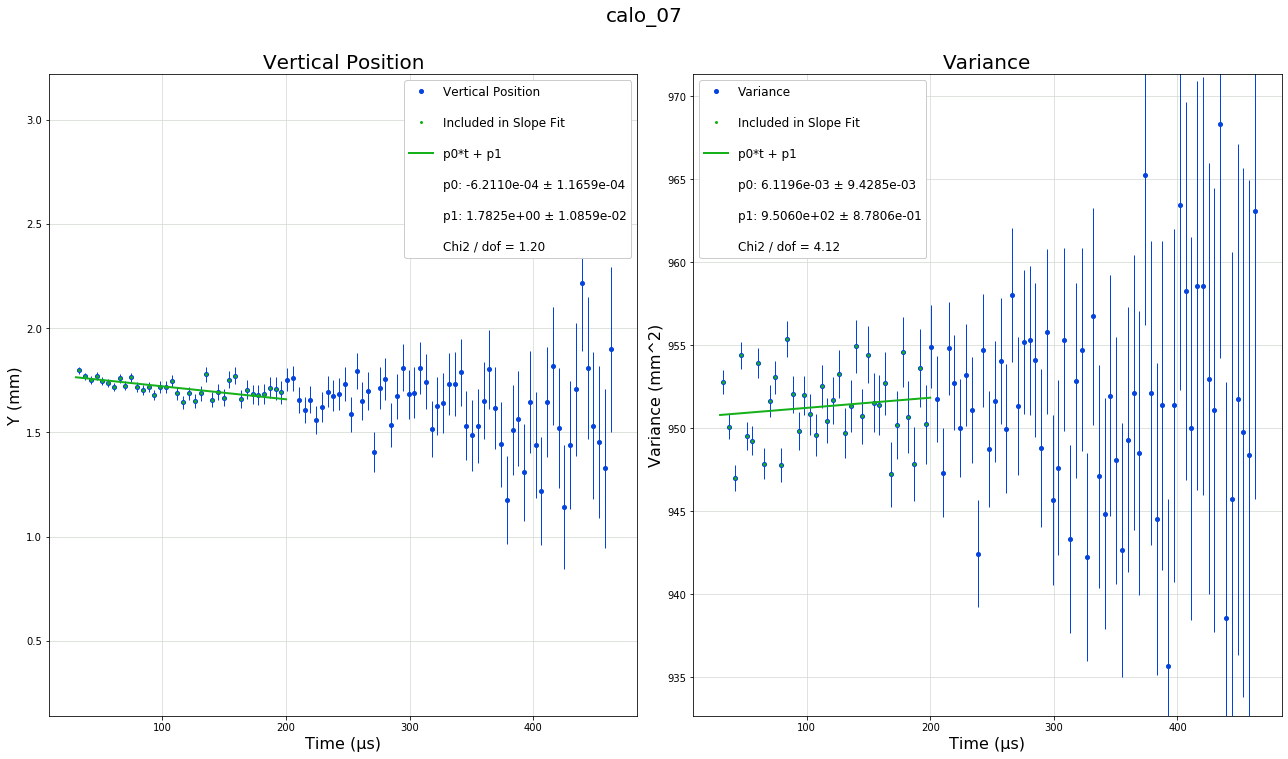 calo_07
Vertical Position
Vertical Position
Included in Slope Fit
p0*t + p1
p0: -6.2110e-04 ± 1.1659e-04
p1: 1.7825e+00 ± 1.0859e-02
Chi2 / dof = 1.20
Y (mm)
3.0
2.5
2.0
1.5
1.0
0.5
100
200
300
400
Time (μs)
Variance
Variance
Included in Slope Fit
p0*t + p1
p0: 6.1196e-03 ± 9.4285e-03
p1: 9.5060e+02 ± 8.7806e-01
Chi2 / dof = 4.12
Variance (mm^2)
970
965
960
955
950
945
940
935
100
200
300
400
Time (μs)